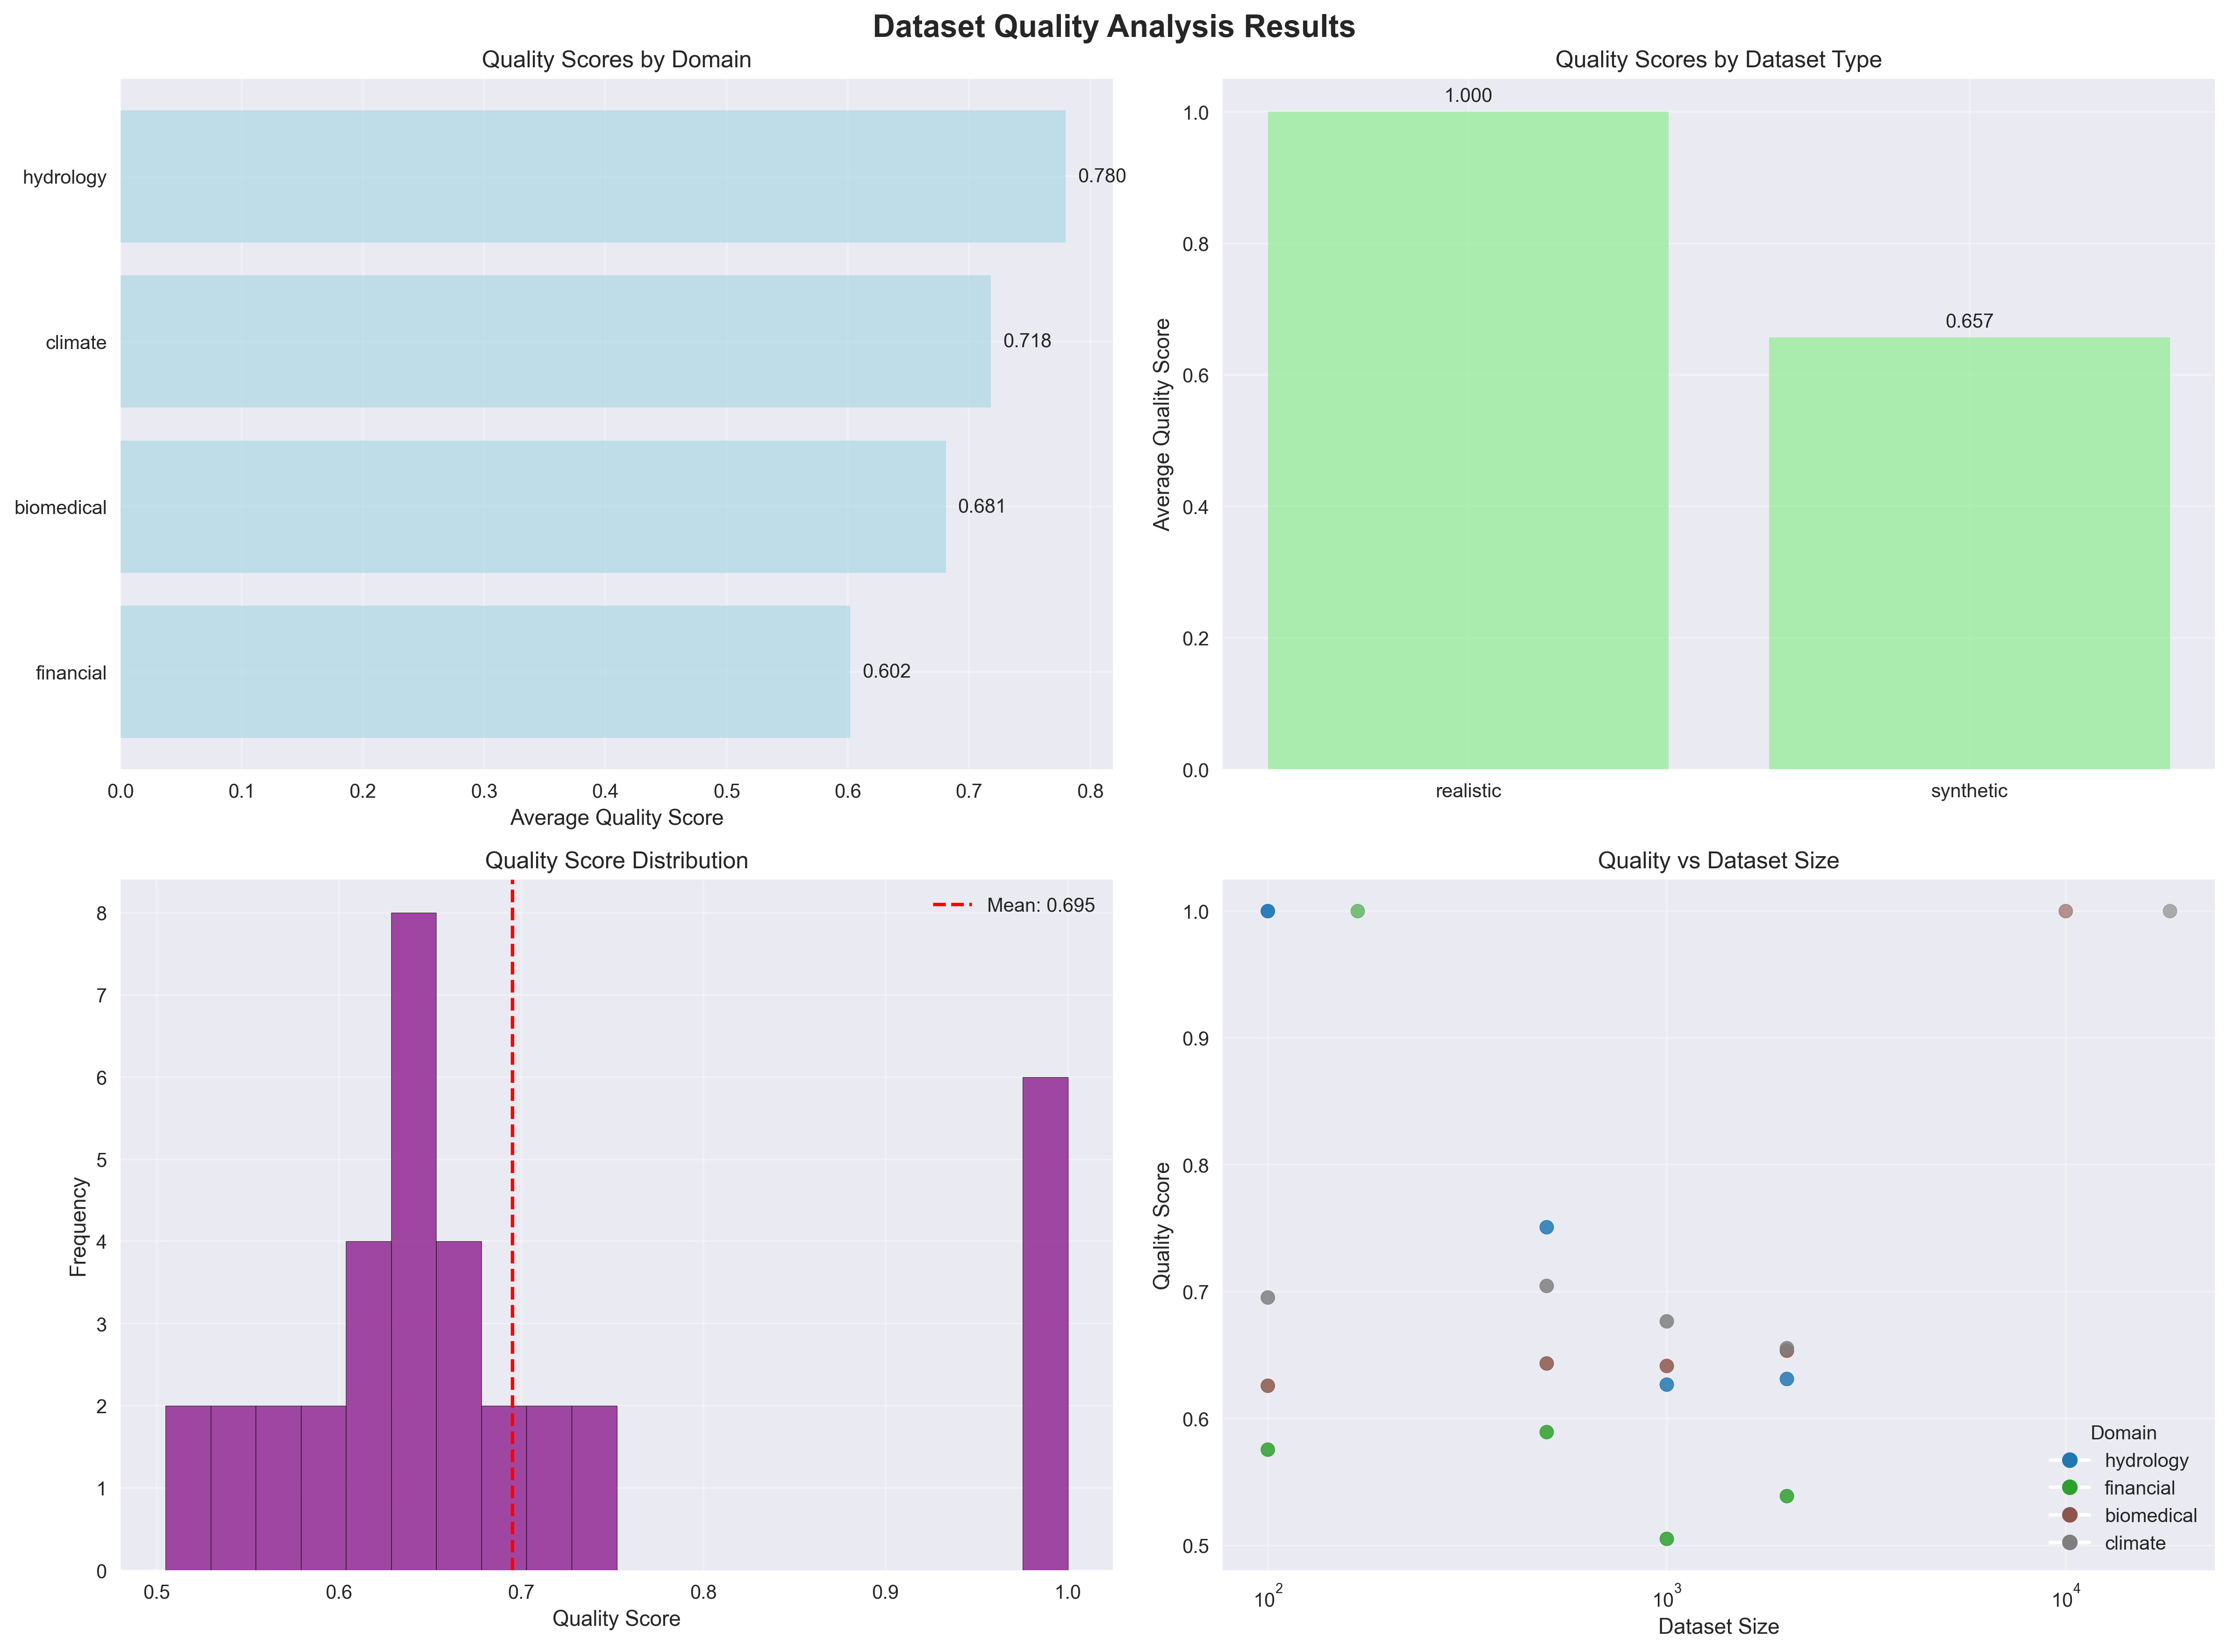 Dataset Quality Analysis Results
Quality Scores by Domain
hydrology
0.780
climate
0.718
biomedical
0.681
financial
0.602
0.0 0.1 0.2 0.3 0.4 0.5 0.6 0.7 0.8
Average Quality Score
Quality Scores by Dataset Type
1.000
0.657
1.0
0.8
0.6
0.4
0.2
0.0
Average Quality Score
realistic synthetic
Quality Score Distribution
Mean: 0.695
8
7
6
5
4
3
2
1
0
Frequency
0.5 0.6 0.7 0.8 0.9 1.0
Quality Score
Quality vs Dataset Size
1.0
0.9
0.8
0.7
0.6
0.5
Quality Score
Domain
hydrology
financial
biomedical
climate
10² 10³ 10⁴
Dataset Size